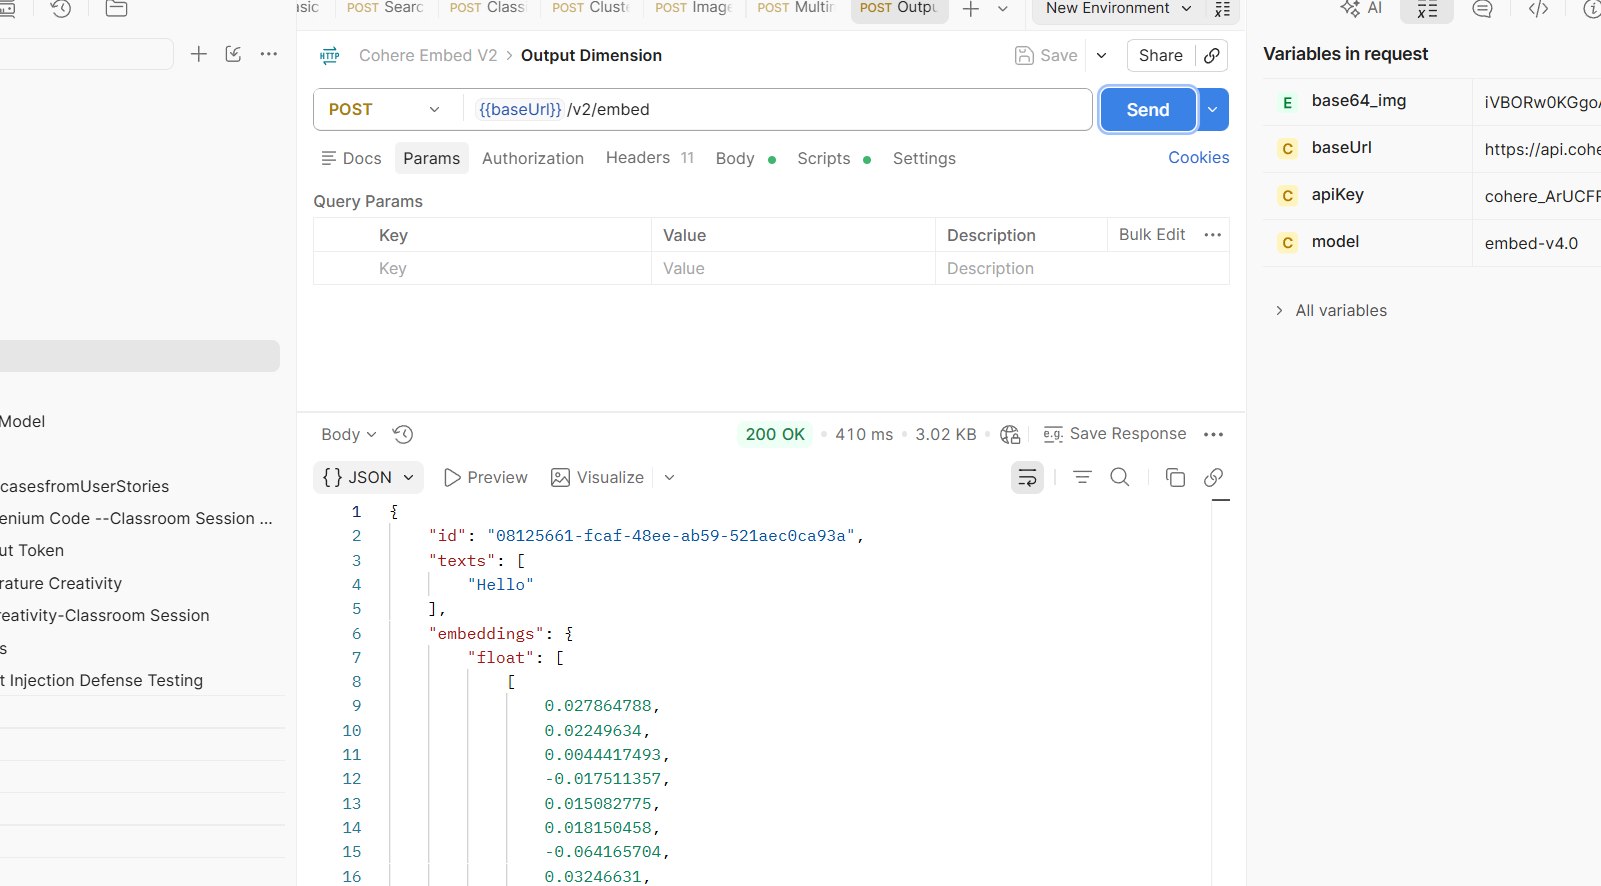 POST Searc
POST Class
POST Cluste
POST Image
POST Multim
POST Outpu
New Environment
AI
Cohere Embed V2 > Output Dimension
Save
Share
POST
{{baseUrl}}/v2/embed
Send
Docs
Params
Authorization
Headers 11
Body
Scripts
Settings
Cookies
Query Params
Key Value Description Bulk Edit
Key Value Description
Variables in request
E base64_img iVBORw0KGgoA
C baseUrl https://api.cohe
C apiKey cohere_ArUCFF
C model embed-v4.0
All variables
Model
casesfromUserStories
enium Code --Classroom Session ...
ut Token
rature Creativity
reativity-Classroom Session
s
t Injection Defense Testing
Body
200 OK
410 ms
3.02 KB
e.g. Save Response
{} JSON
Preview
Visualize
1 {
2 "id": "08125661-fcaf-48ee-ab59-521aec0ca93a",
3 "texts": [
4 "Hello"
5 ],
6 "embeddings": {
7 "float": [
8 [
9 0.027864788,
10 0.02249634,
11 0.0044417493,
12 -0.017511357,
13 0.015082775,
14 0.018150458,
15 -0.064165704,
16 0.03246631,